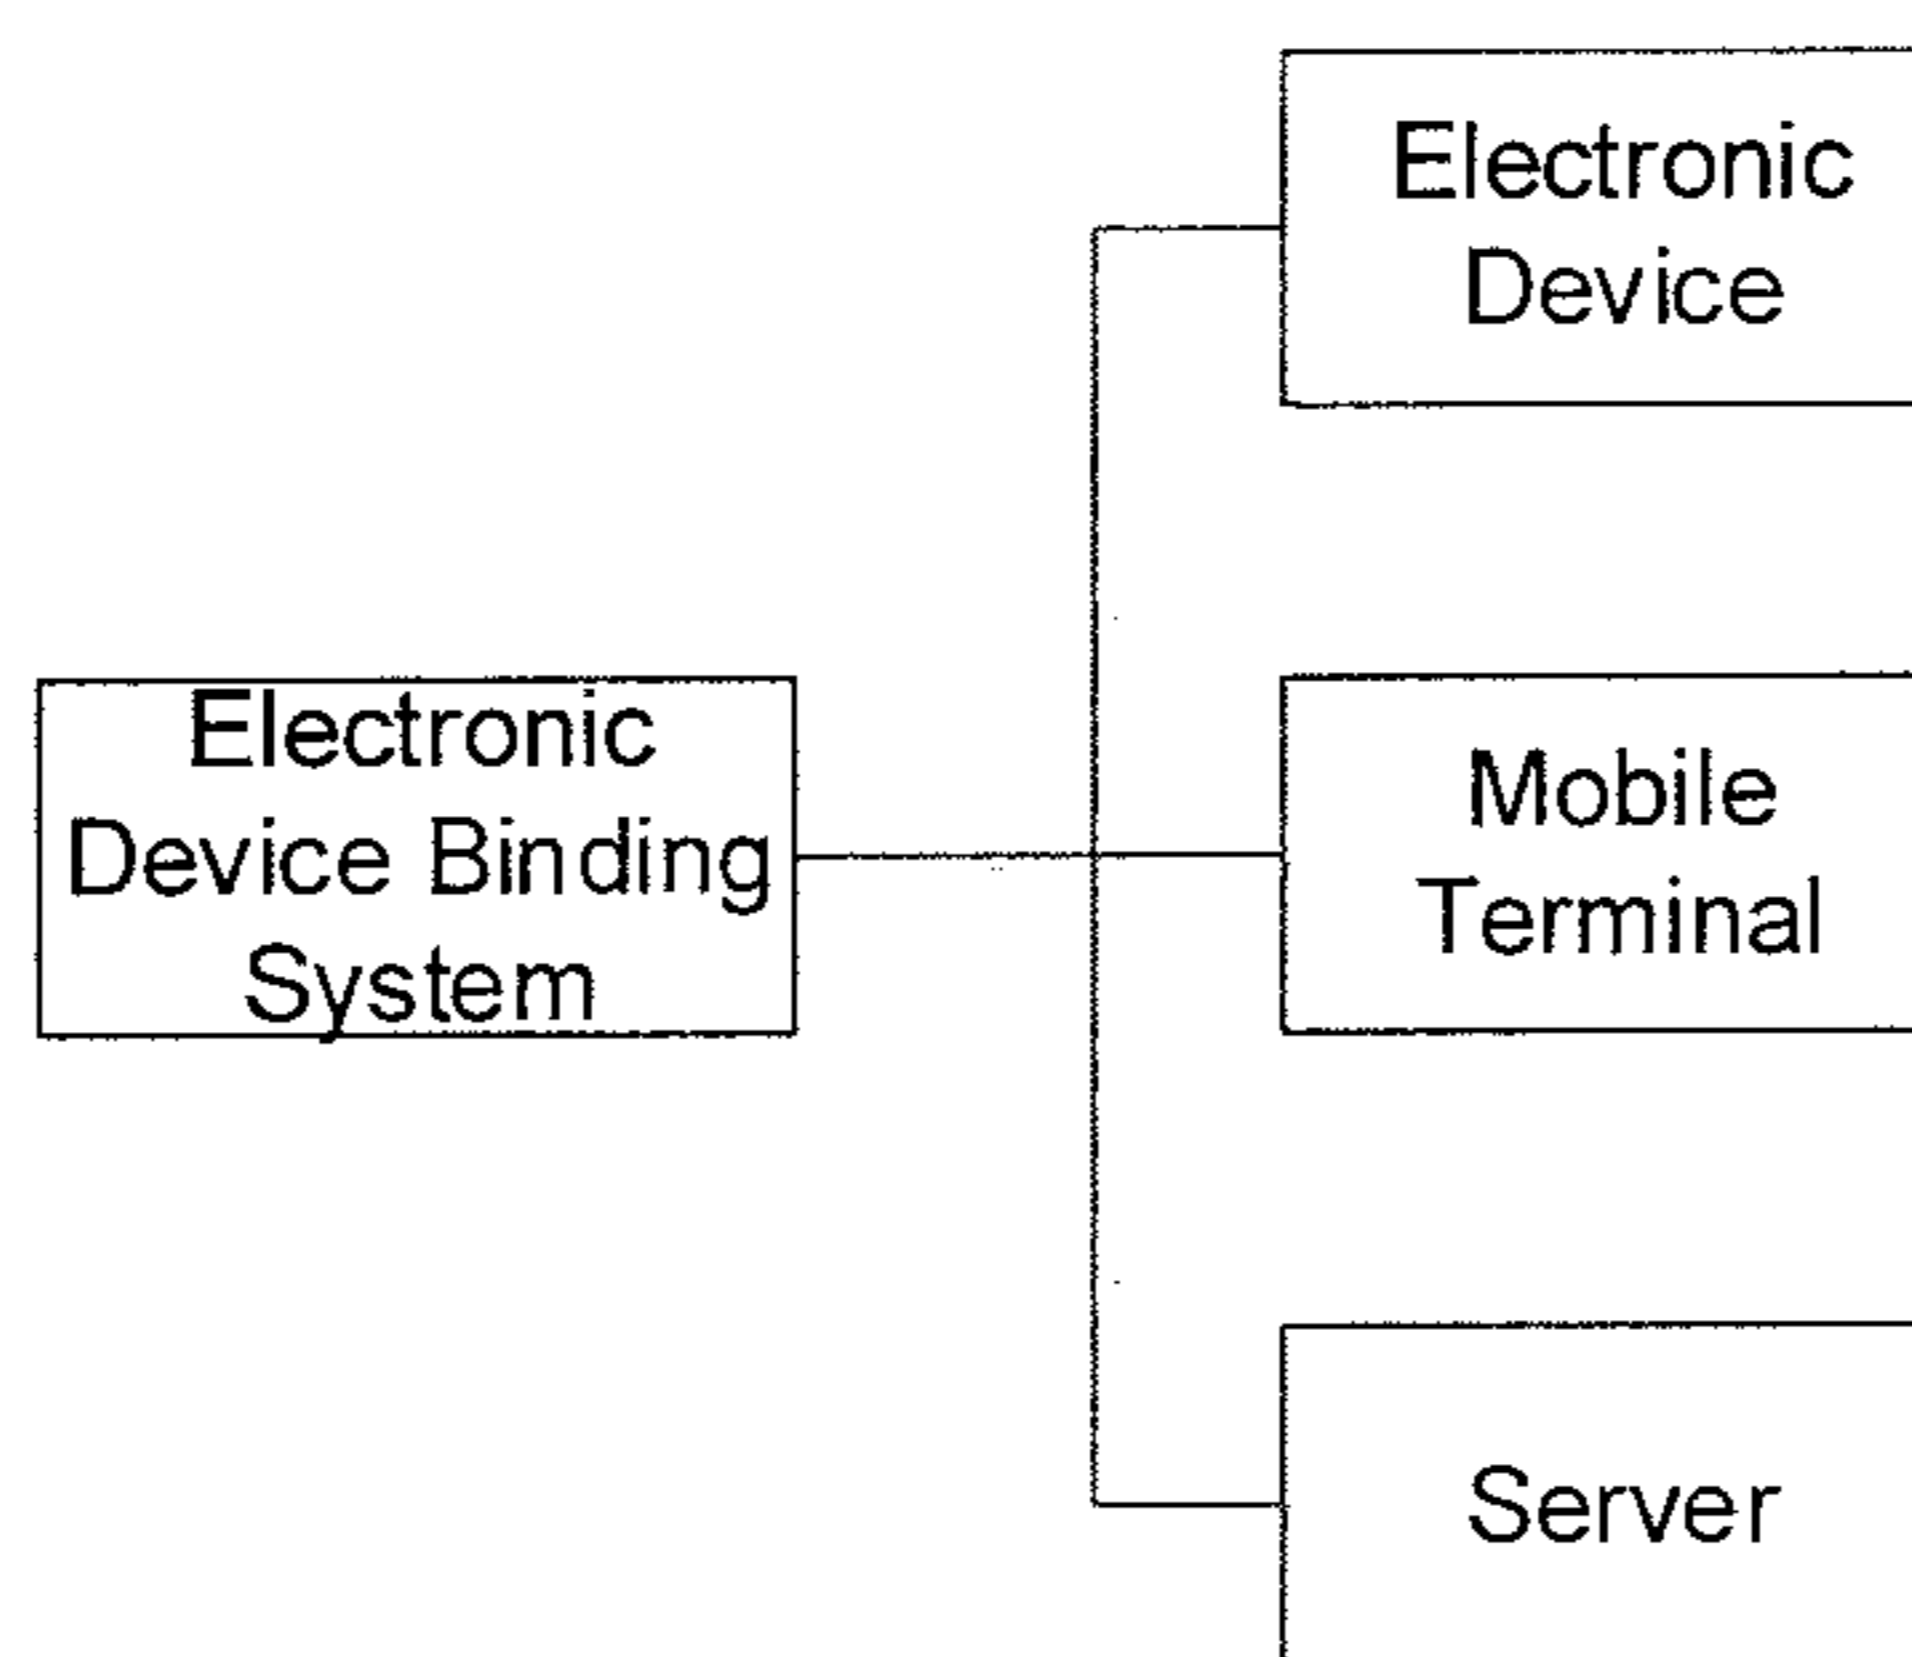 Electronic
Device
Electronic
Device Binding
System
Mobile
Terminal
Server